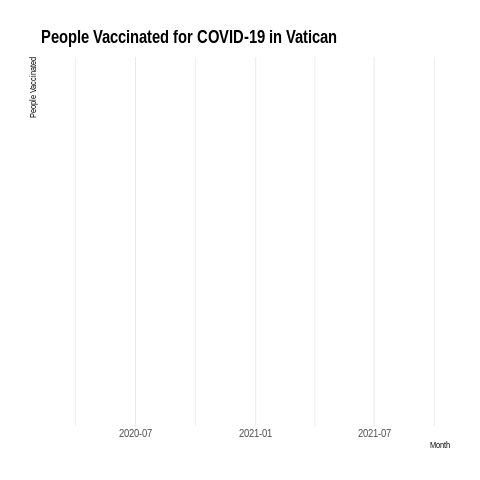 People Vaccinated for COVID-19 in Vatican
People Vaccinated
2020-07
2021-01
2021-07
Month